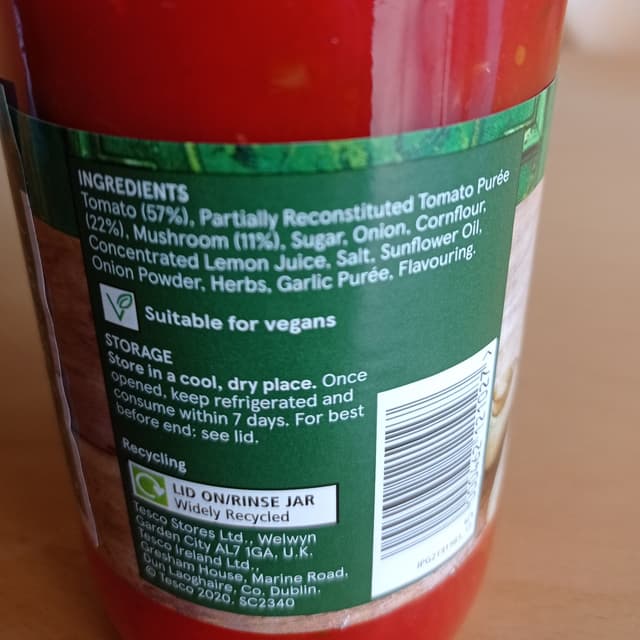 INGREDIENTS
Tomato (57%), Partially Reconstituted Tomato Purée
(22%), Mushroom (11%), Sugar, Onion, Cornflour,
Concentrated Lemon Juice, Salt, Sunflower Oil,
Onion Powder, Herbs, Garlic Purée, Flavouring.
Suitable for vegans
STORAGE
Store in a cool, dry place. Once
opened, keep refrigerated and
consume within 7 days. For best
before end: see lid.
Recycling
LID ON/RINSE JAR
Widely Recycled
Tesco Stores Ltd., Welwyn
Garden City AL7 1GA, U.K.
Tesco Ireland Ltd.,
Gresham House, Marine Road,
Dun Laoghaire, Co. Dublin.
© Tesco 2020. SC2340